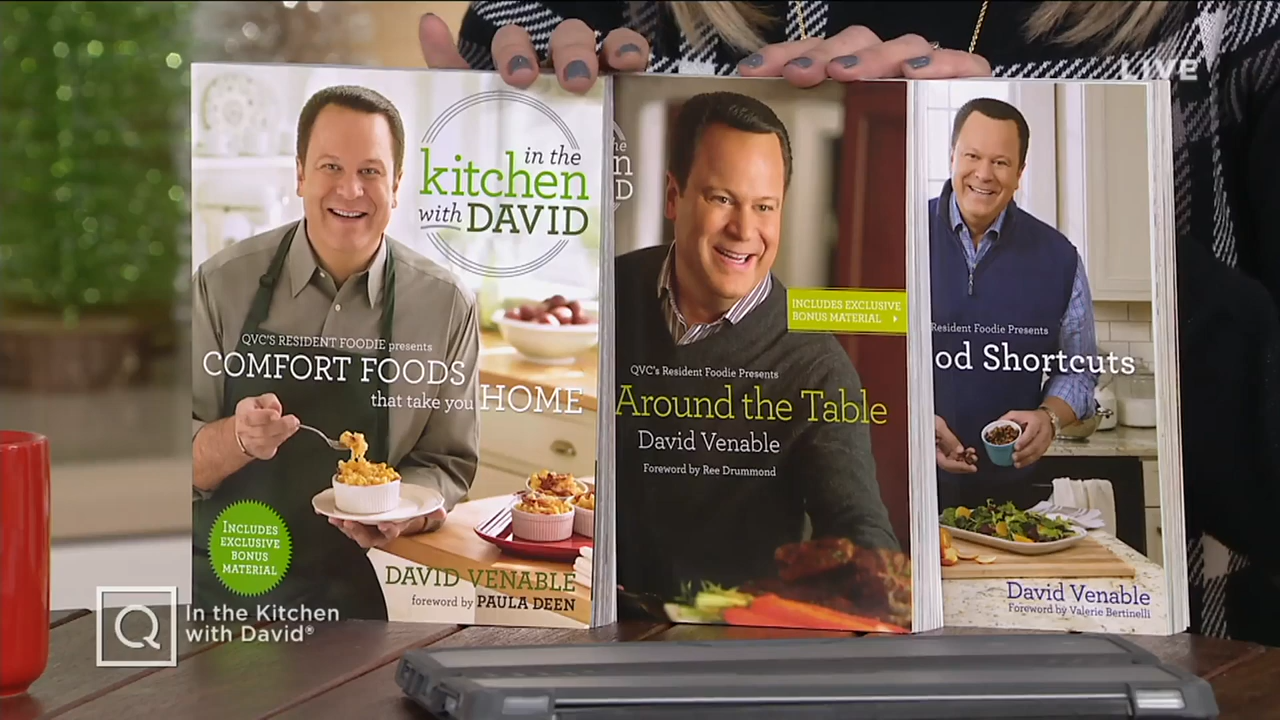 LIVE
in the
kitchen
with DAVID
QVC'S RESIDENT FOODIE presents
COMFORT FOODS
that take you HOME
INCLUDES
EXCLUSIVE
BONUS
MATERIAL
DAVID VENABLE
foreword by PAULA DEEN
INCLUDES EXCLUSIVE
BONUS MATERIAL
QVC's Resident Foodie Presents
Around the Table
David Venable
Foreword by Ree Drummond
Resident Foodie Presents
od Shortcuts
David Venable
Foreword by Valerie Bertinelli
Q
In the Kitchen
with David®